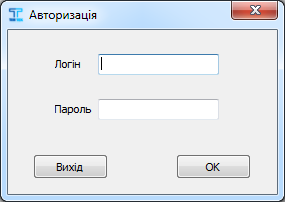 Авторизація
Логін
Пароль
Вихід
OK